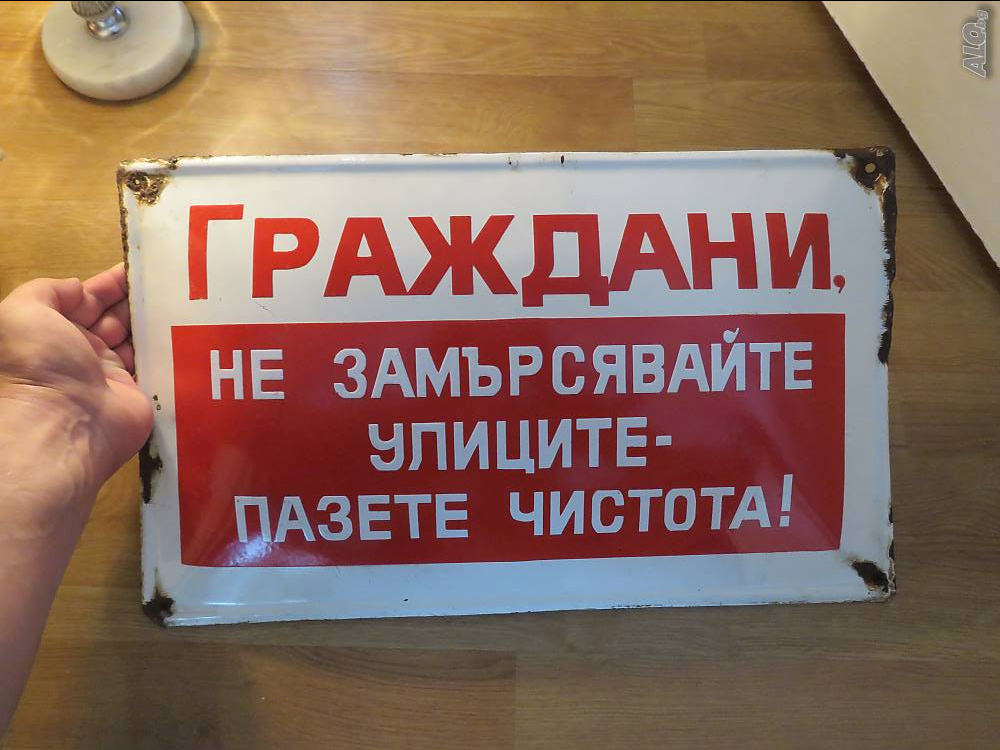 ГРАЖДАНИ,
НЕ ЗАМЪРСЯВАЙТЕ
УЛИЦИТЕ-
ПАЗЕТЕ ЧИСТОТА!
ALO.bg